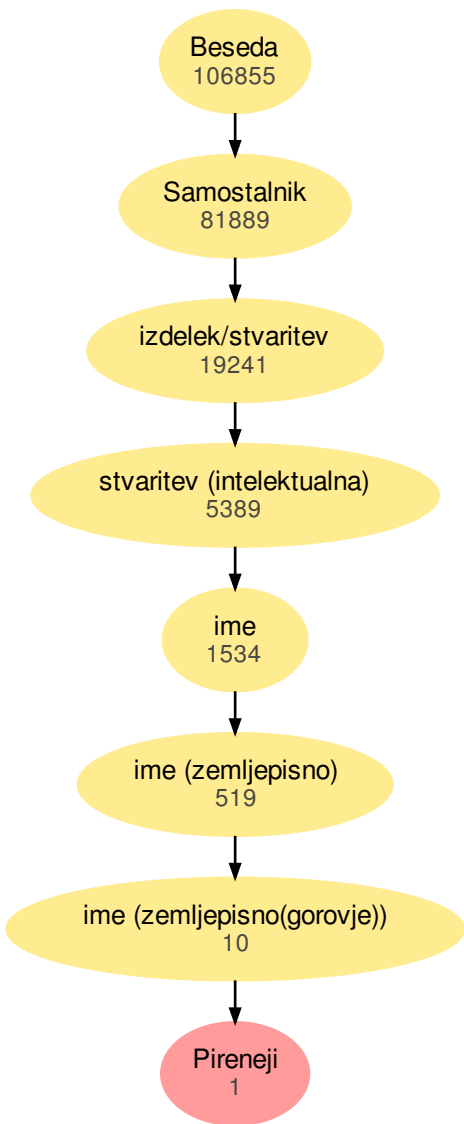 Beseda
106855
Samostalnik
81889
izdelek/stvaritev
19241
stvaritev (intelektualna)
5389
ime
1534
ime (zemljepisno)
519
ime (zemljepisno(gorovje))
10
Pireneji
1